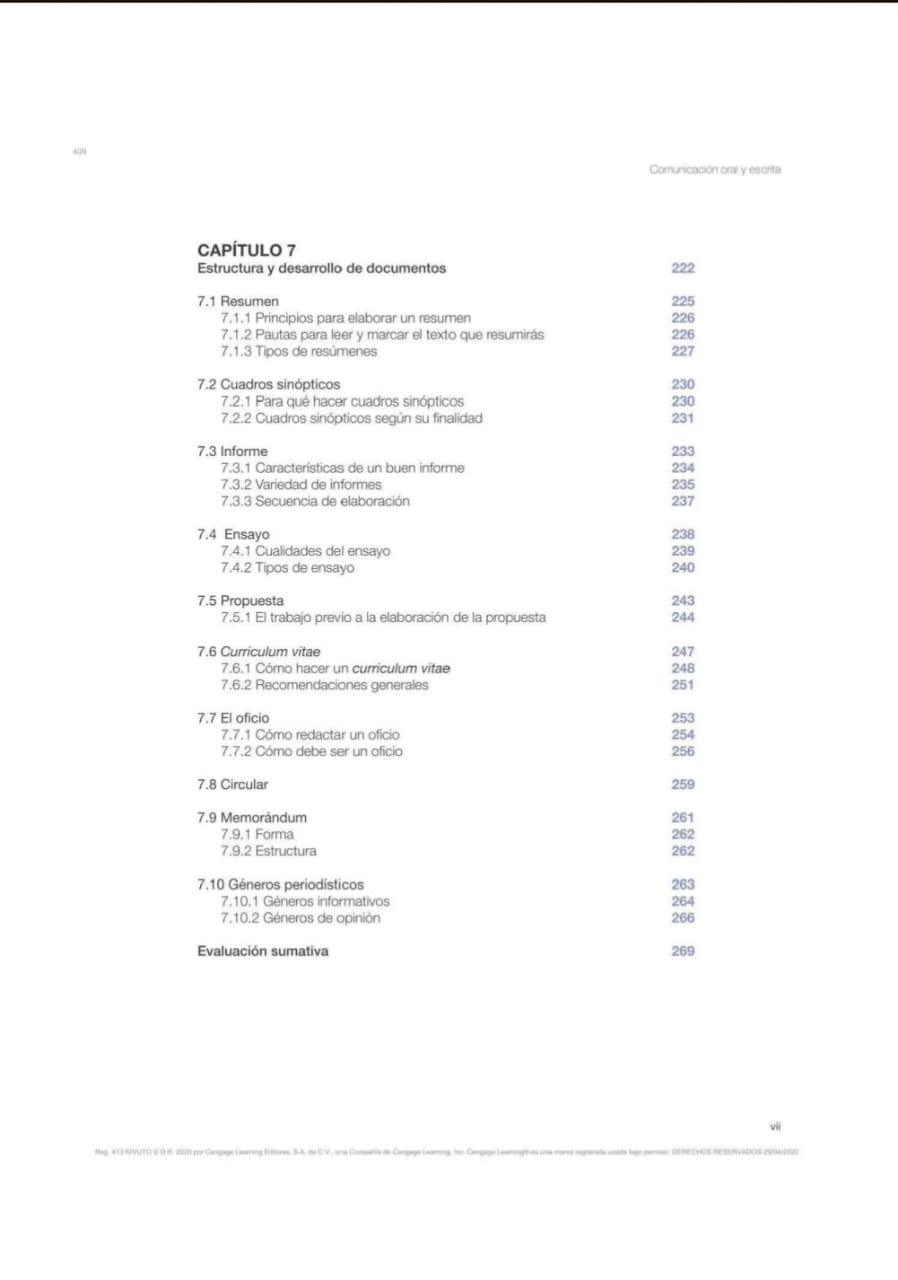 409
Comunicación oral y escrita
CAPÍTULO 7
Estructura y desarrollo de documentos 222
7.1 Resumen 225
7.1.1 Principios para elaborar un resumen 226
7.1.2 Pautas para leer y marcar el texto que resumirás 226
7.1.3 Tipos de resúmenes 227
7.2 Cuadros sinópticos 230
7.2.1 Para qué hacer cuadros sinópticos 230
7.2.2 Cuadros sinópticos según su finalidad 231
7.3 Informe 233
7.3.1 Características de un buen informe 234
7.3.2 Variedad de informes 235
7.3.3 Secuencia de elaboración 237
7.4 Ensayo 238
7.4.1 Cualidades del ensayo 239
7.4.2 Tipos de ensayo 240
7.5 Propuesta 243
7.5.1 El trabajo previo a la elaboración de la propuesta 244
7.6 Curriculum vitae 247
7.6.1 Cómo hacer un curriculum vitae 248
7.6.2 Recomendaciones generales 251
7.7 El oficio 253
7.7.1 Cómo redactar un oficio 254
7.7.2 Cómo debe ser un oficio 256
7.8 Circular 259
7.9 Memorándum 261
7.9.1 Forma 262
7.9.2 Estructura 262
7.10 Géneros periodísticos 263
7.10.1 Géneros informativos 264
7.10.2 Géneros de opinión 266
Evaluación sumativa 269
vii
Reg. 413 KIVUTO © D.R. 2020 por Cengage Learning Editores, S.A. de C.V., una Compañía de Cengage Learning, Inc. Cengage Learning® es una marca registrada usada bajo permiso. DERECHOS RESERVADOS 29/04/2020